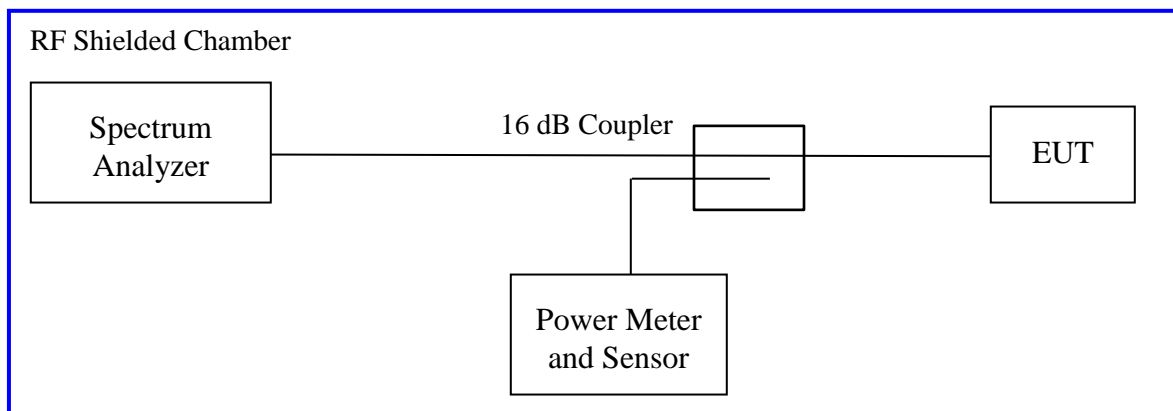 RF Shielded Chamber
Spectrum
Analyzer
16 dB Coupler
EUT
Power Meter
and Sensor